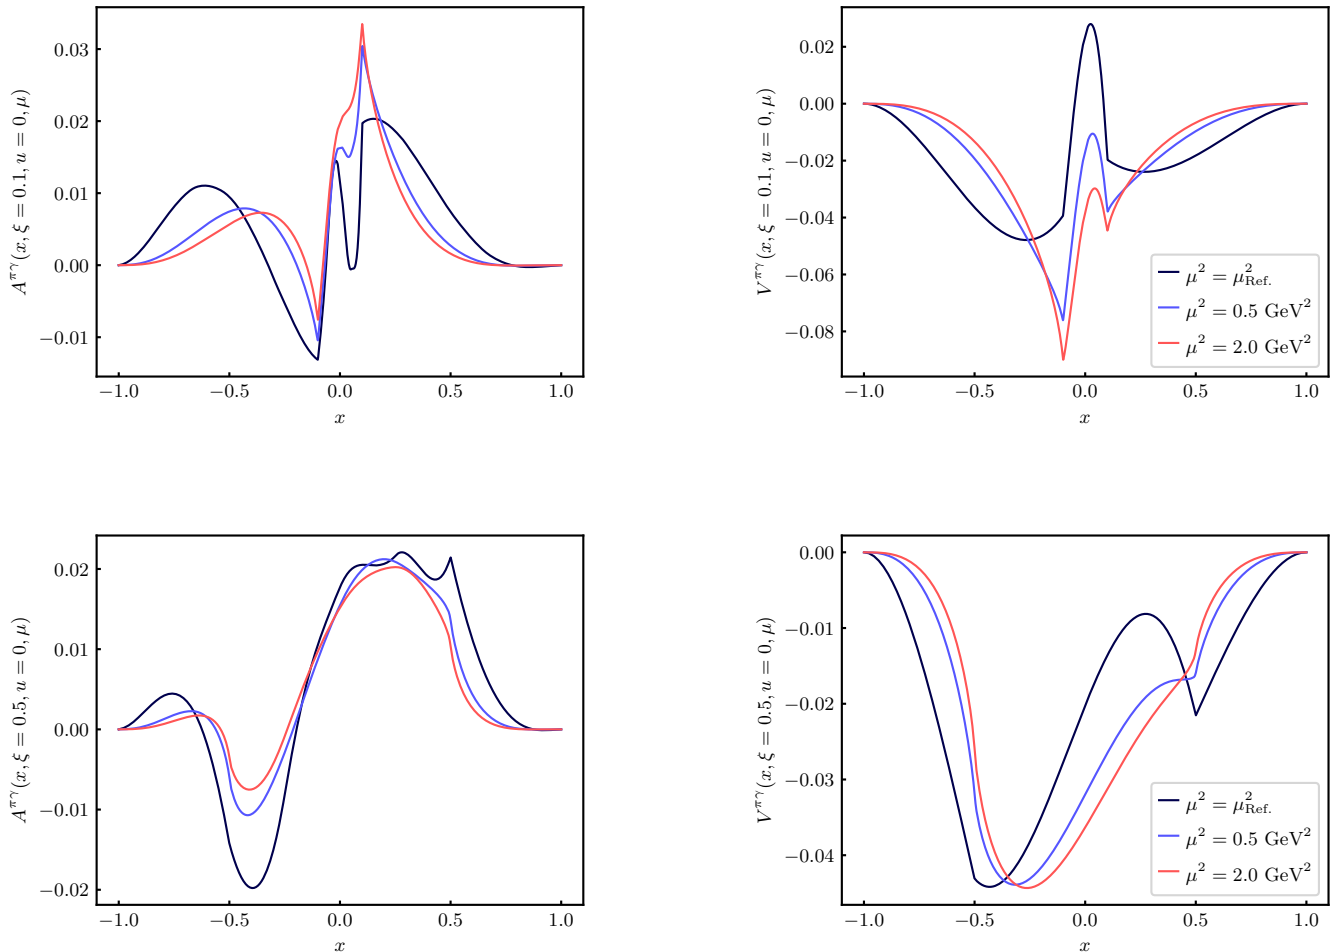 0.03
0.02
0.01
0.00
−0.01
−1.0 −0.5 0.0 0.5 1.0
x
A^{πγ}(x, ξ = 0.1, u = 0, μ)
0.02
0.00
−0.02
−0.04
−0.06
−0.08
−1.0 −0.5 0.0 0.5 1.0
x
V^{πγ}(x, ξ = 0.1, u = 0, μ)
μ² = μ²_{Ref.}
μ² = 0.5 GeV²
μ² = 2.0 GeV²
0.02
0.01
0.00
−0.01
−0.02
−1.0 −0.5 0.0 0.5 1.0
x
A^{πγ}(x, ξ = 0.5, u = 0, μ)
0.00
−0.01
−0.02
−0.03
−0.04
−1.0 −0.5 0.0 0.5 1.0
x
V^{πγ}(x, ξ = 0.5, u = 0, μ)
μ² = μ²_{Ref.}
μ² = 0.5 GeV²
μ² = 2.0 GeV²